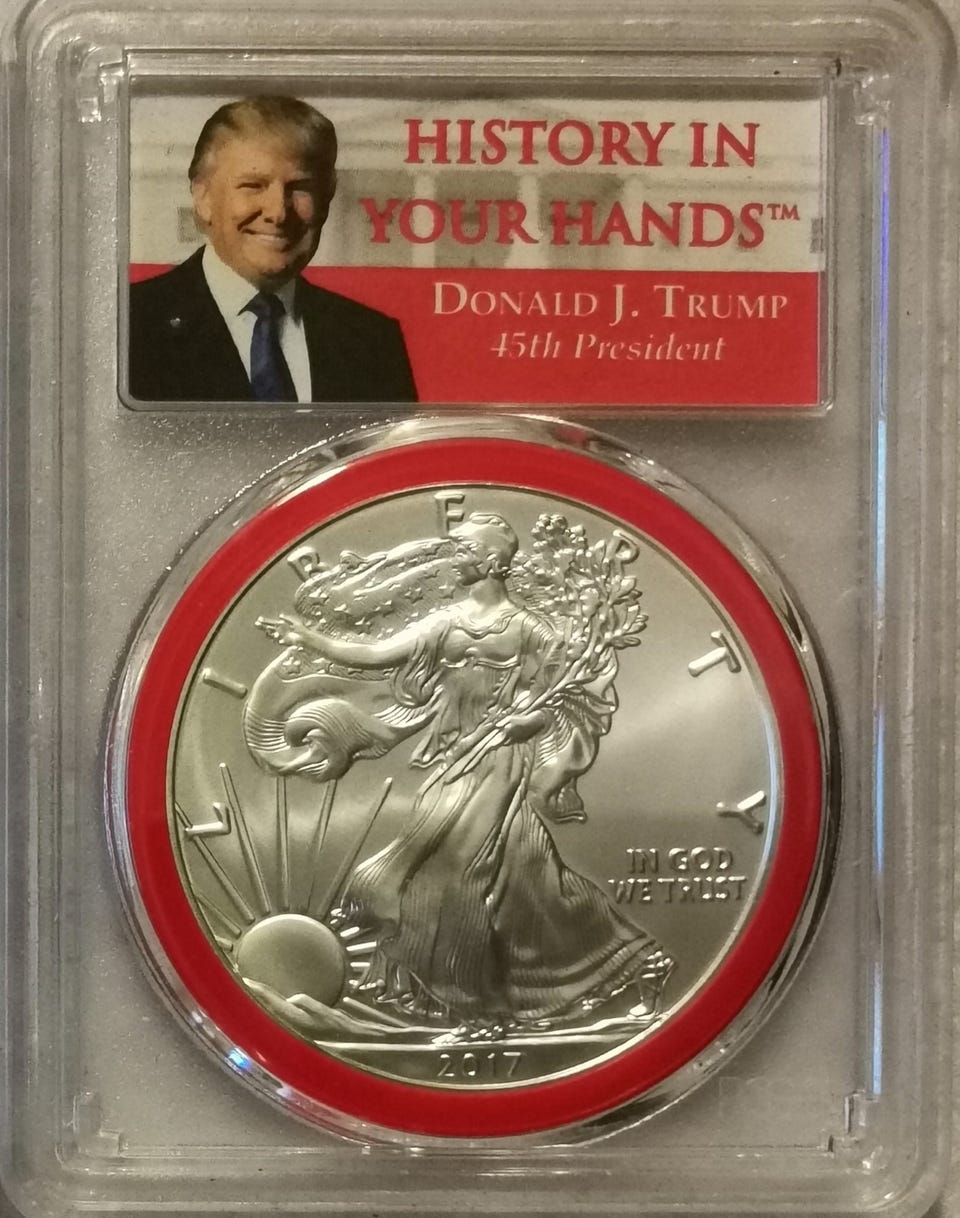 HISTORY IN
YOUR HANDS™
DONALD J. TRUMP
45th President
LIBERTY
IN GOD
WE TRUST
2017